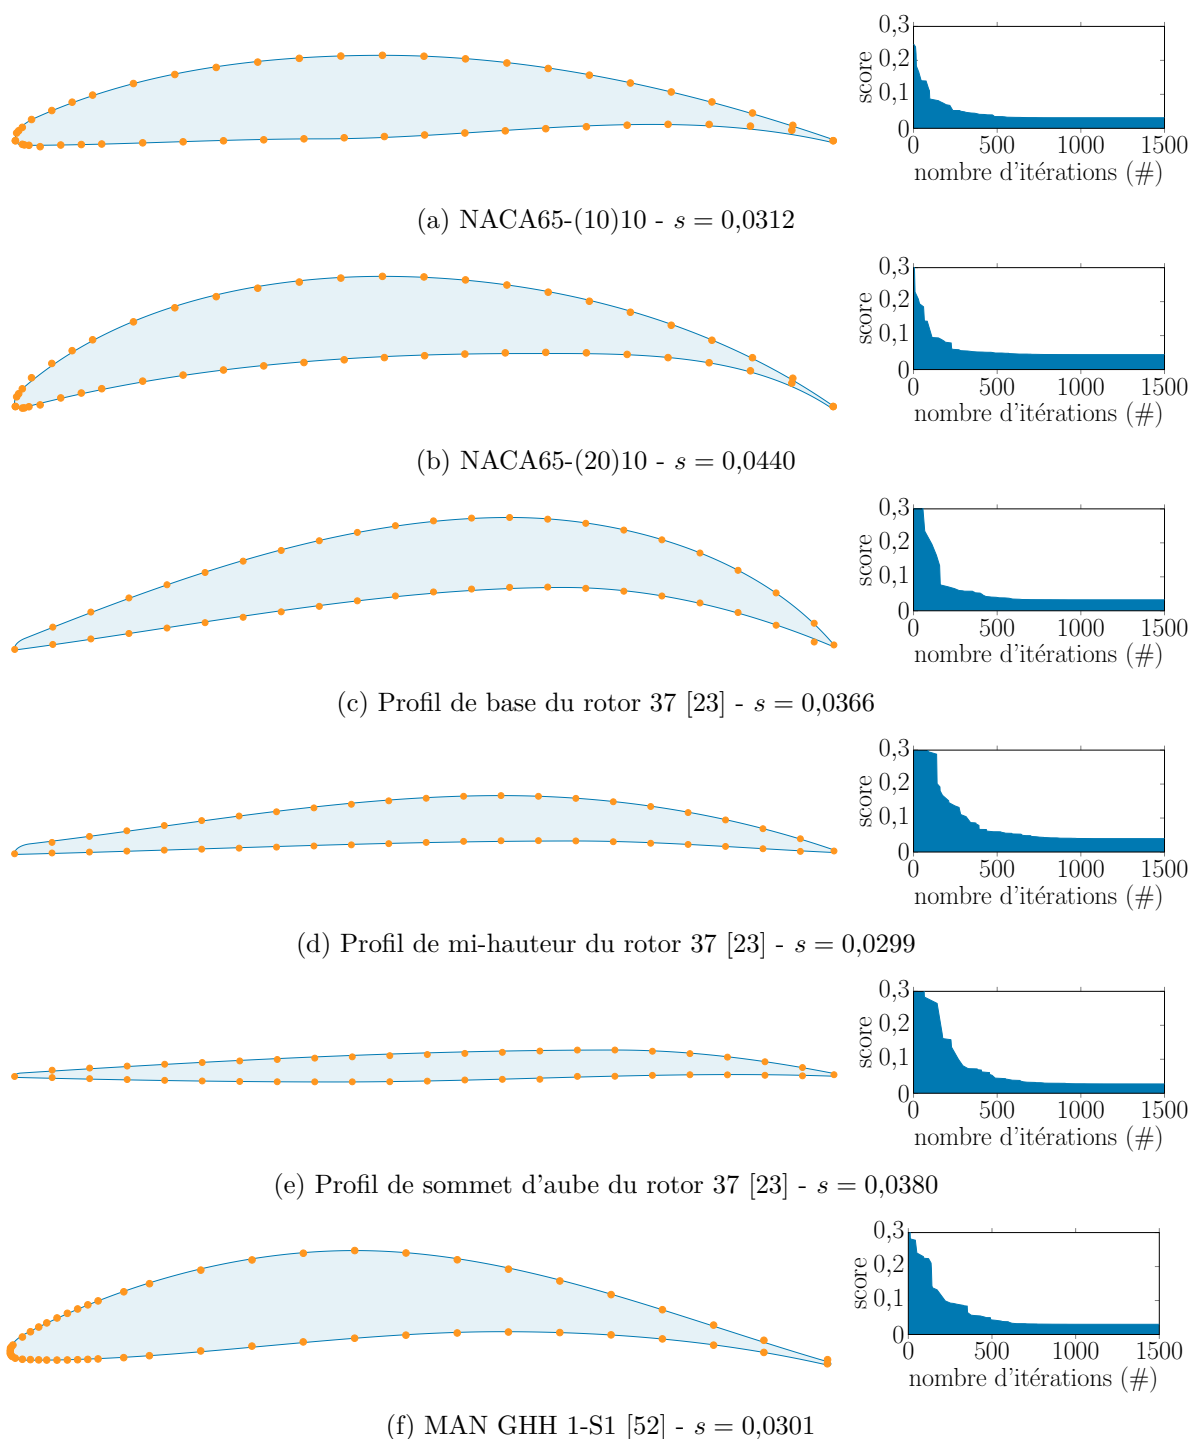 0,3
0,2
0,1
0
score
0 500 1000 1500
nombre d'itérations (#)
(a) NACA65-(10)10 - s = 0,0312
0,3
0,2
0,1
0
score
0 500 1000 1500
nombre d'itérations (#)
(b) NACA65-(20)10 - s = 0,0440
0,3
0,2
0,1
0
score
0 500 1000 1500
nombre d'itérations (#)
(c) Profil de base du rotor 37 [23] - s = 0,0366
0,3
0,2
0,1
0
score
0 500 1000 1500
nombre d'itérations (#)
(d) Profil de mi-hauteur du rotor 37 [23] - s = 0,0299
0,3
0,2
0,1
0
score
0 500 1000 1500
nombre d'itérations (#)
(e) Profil de sommet d'aube du rotor 37 [23] - s = 0,0380
0,3
0,2
0,1
0
score
0 500 1000 1500
nombre d'itérations (#)
(f) MAN GHH 1-S1 [52] - s = 0,0301